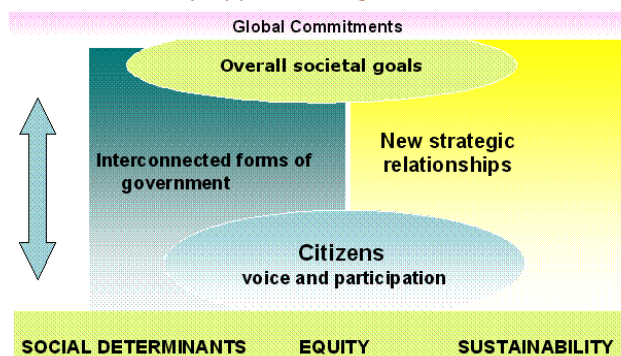 Global Commitments
Overall societal goals
Interconnected forms of
government
New strategic
relationships
Citizens
voice and participation
SOCIAL DETERMINANTS EQUITY SUSTAINABILITY